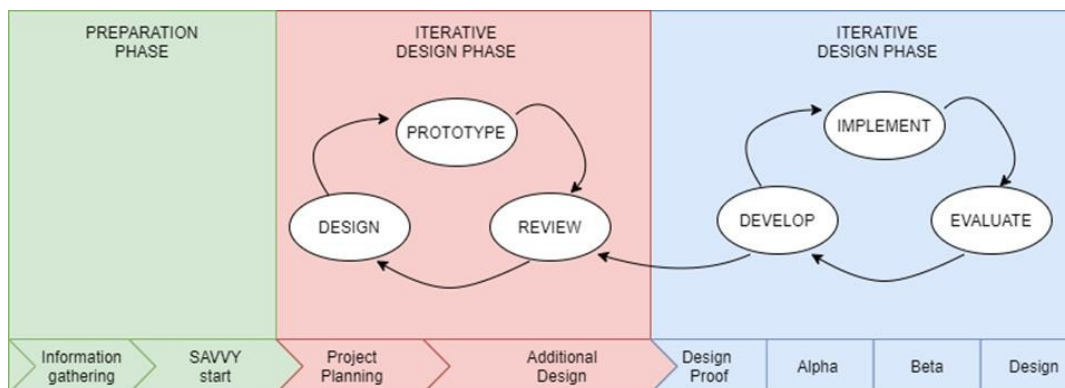 PREPARATION
PHASE
ITERATIVE
DESIGN PHASE
ITERATIVE
DESIGN PHASE
PROTOTYPE
IMPLEMENT
DESIGN
REVIEW
DEVELOP
EVALUATE
Information
gathering
SAVVY
start
Project
Planning
Additional
Design
Design
Proof
Alpha
Beta
Design